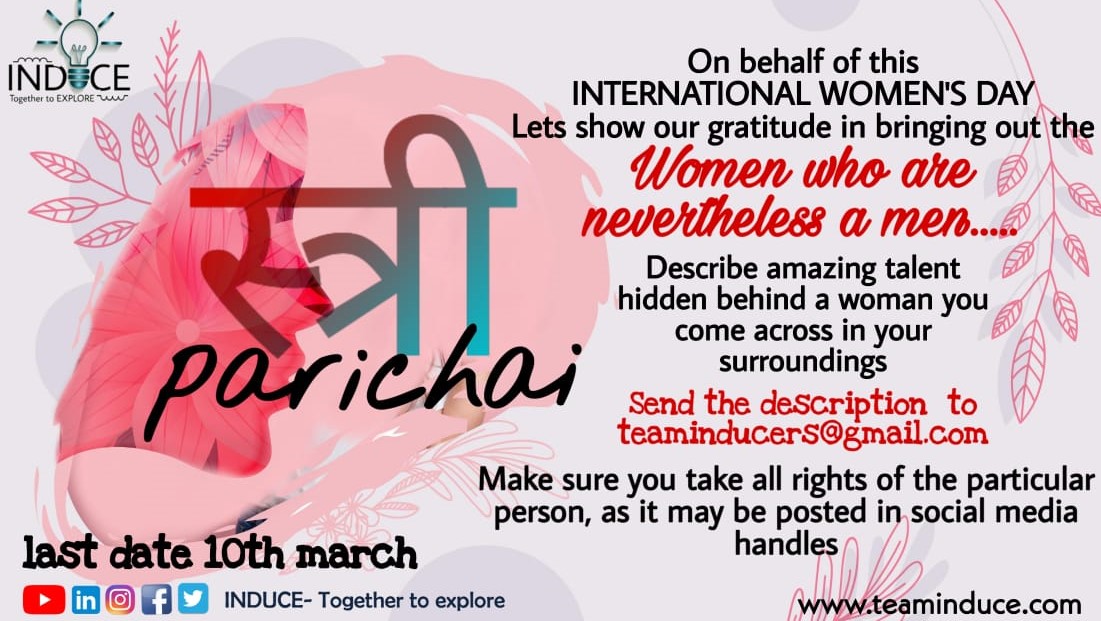 INDUCE
Together to EXPLORE
On behalf of this
INTERNATIONAL WOMEN'S DAY
Lets show our gratitude in bringing out the
Women who are
nevertheless a men.....
स्त्री
parichai
Describe amazing talent
hidden behind a woman you
come across in your
surroundings
Send the description to
teaminducers@gmail.com
Make sure you take all rights of the particular
person, as it may be posted in social media
handles
last date 10th march
INDUCE- Together to explore
www.teaminduce.com